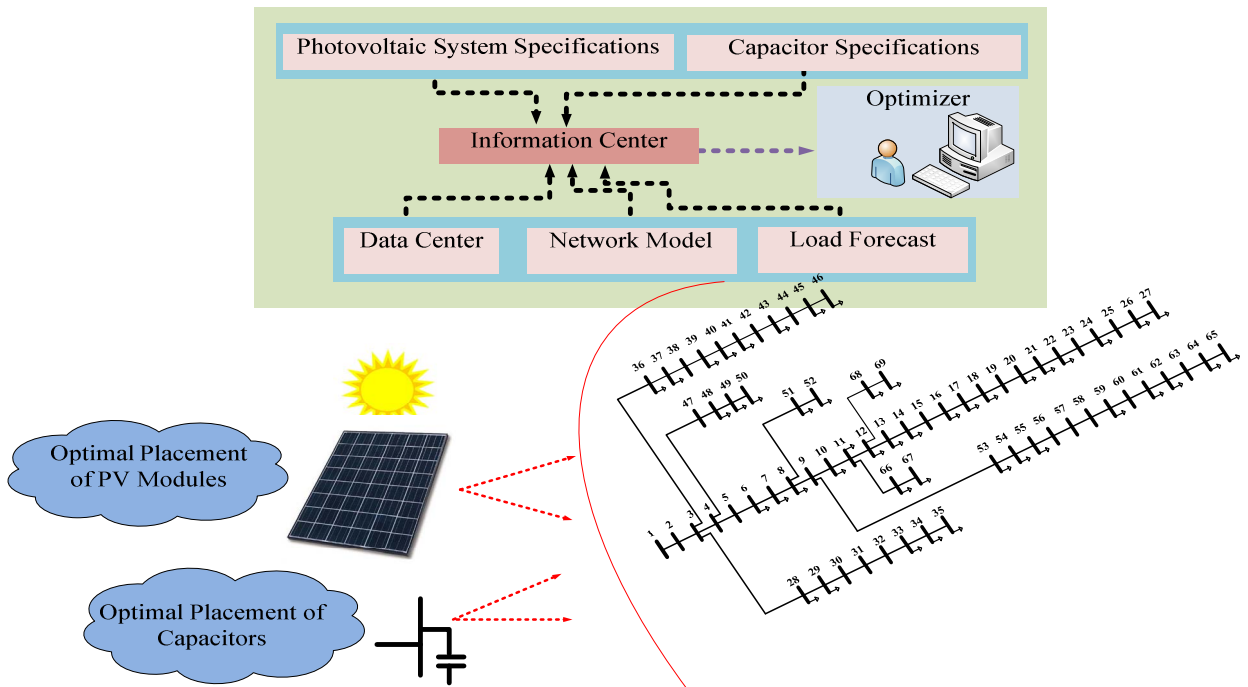 Photovoltaic System Specifications
Capacitor Specifications
Optimizer
Information Center
Data Center
Network Model
Load Forecast
36 37 38 39 40 41 42 43 44 45 46
47 48 49 50
51 52
68 69
1 2 3 4 5 6 7 8 9 10 11 12 13 14 15 16 17 18 19 20 21 22 23 24 25 26 27
66 67
53 54 55 56 57 58 59 60 61 62 63 64 65
28 29 30 31 32 33 34 35
Optimal Placement
of PV Modules
Optimal Placement of
Capacitors